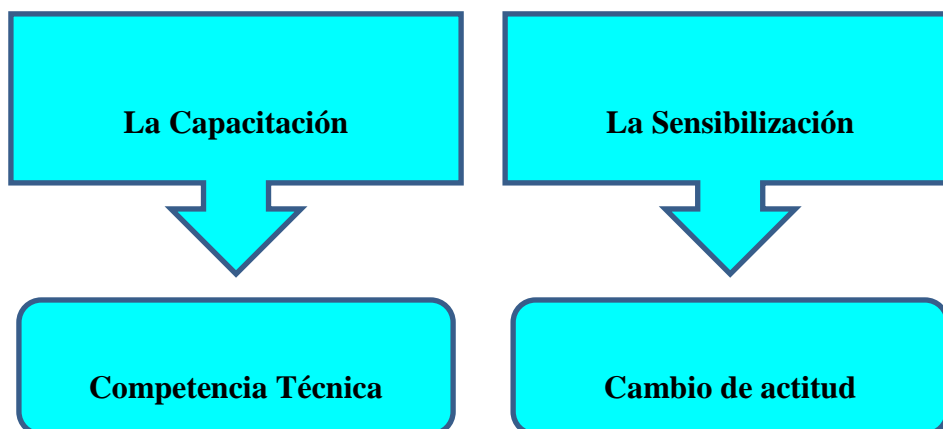 La Capacitación
La Sensibilización
Competencia Técnica
Cambio de actitud